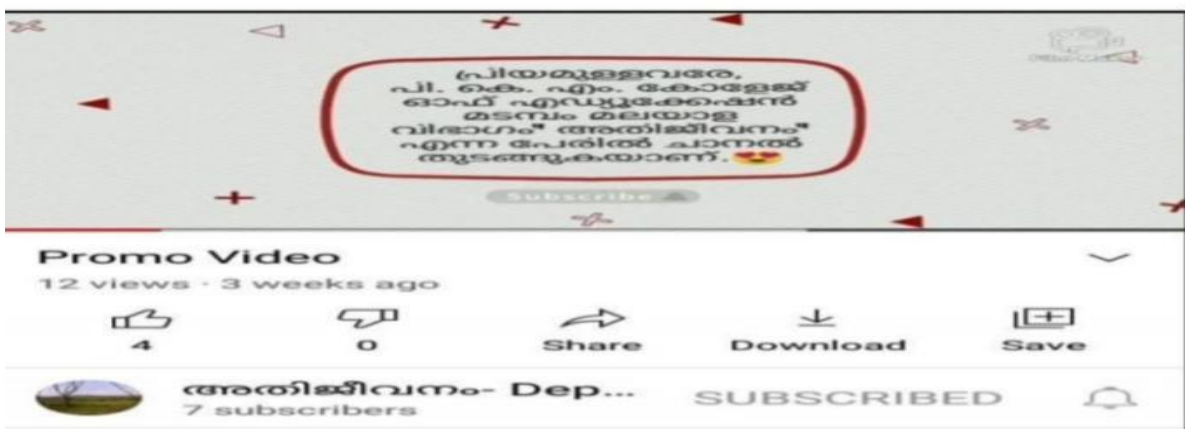 പ്രിയമുള്ളവരേ,
പി. കെ. എം. കോളേജ്
ഓഫ് എഡ്യൂക്കേഷൻ
മടമ്പം മലയാള
വിഭാഗം" അതിജീവനം"
എന്ന പേരിൽ ചാനൽ
തുടങ്ങുകയാണ്.😍
Subscribe
Promo Video
12 views · 3 weeks ago
4 0 Share Download Save
അതിജീവനം- Dep...
SUBSCRIBED
7 subscribers